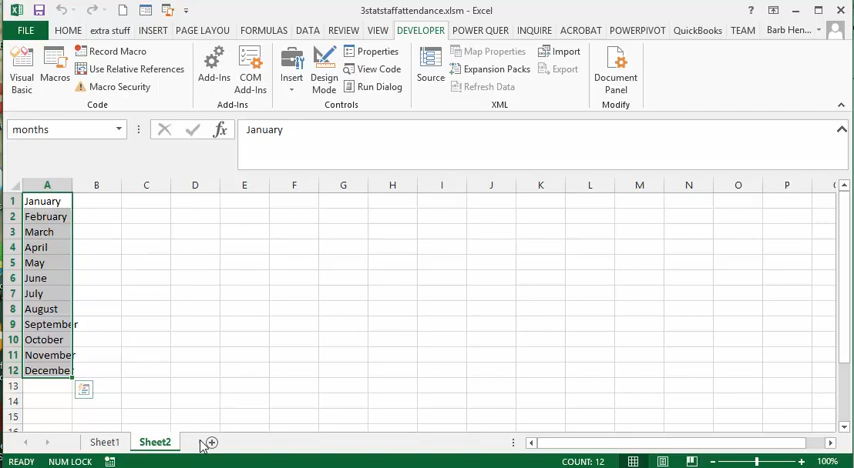 3statstaffattendance.xlsm - Excel
FILE HOME extra stuff INSERT PAGE LAYOU FORMULAS DATA REVIEW VIEW DEVELOPER POWER QUER INQUIRE ACROBAT POWERPIVOT QuickBooks TEAM Barb Hen...
Visual Basic
Macros
Record Macro
Use Relative References
Macro Security
Code
Add-Ins
COM Add-Ins
Add-Ins
Insert
Design Mode
Properties
View Code
Run Dialog
Controls
Source
Map Properties
Expansion Packs
Refresh Data
Import
Export
XML
Document Panel
Modify
months fx January
A B C D E F G H I J K L M N O P
1 January
2 February
3 March
4 April
5 May
6 June
7 July
8 August
9 September
10 October
11 November
12 Decembe
13
14
15
16
Sheet1 Sheet2
READY NUM LOCK COUNT: 12 100%